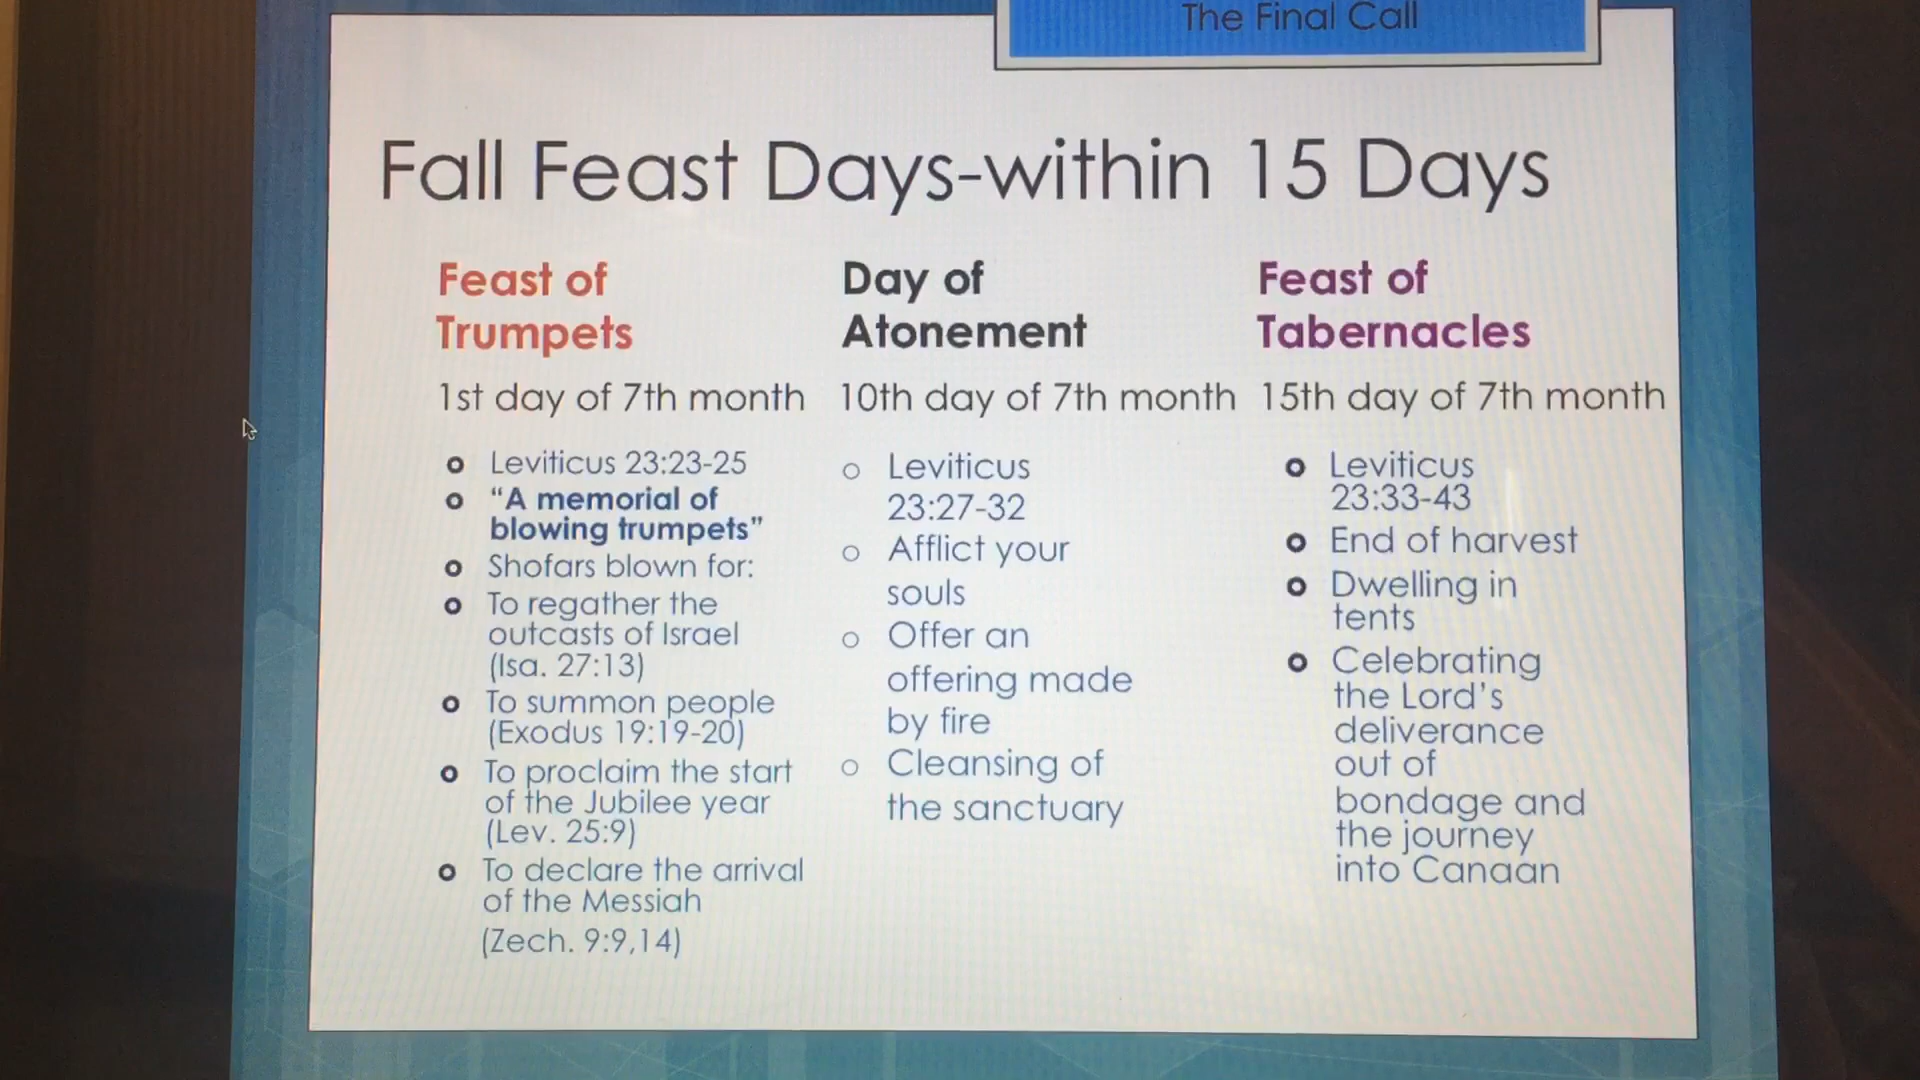 The Final Call
Fall Feast Days-within 15 Days
Feast of
Trumpets
1st day of 7th month
Leviticus 23:23-25
“A memorial of
blowing trumpets”
Shofars blown for:
To regather the
outcasts of Israel
(Isa. 27:13)
To summon people
(Exodus 19:19-20)
To proclaim the start
of the Jubilee year
(Lev. 25:9)
To declare the arrival
of the Messiah
(Zech. 9:9,14)
Day of
Atonement
10th day of 7th month
Leviticus
23:27-32
Afflict your
souls
Offer an
offering made
by fire
Cleansing of
the sanctuary
Feast of
Tabernacles
15th day of 7th month
Leviticus
23:33-43
End of harvest
Dwelling in
tents
Celebrating
the Lord’s
deliverance
out of
bondage and
the journey
into Canaan